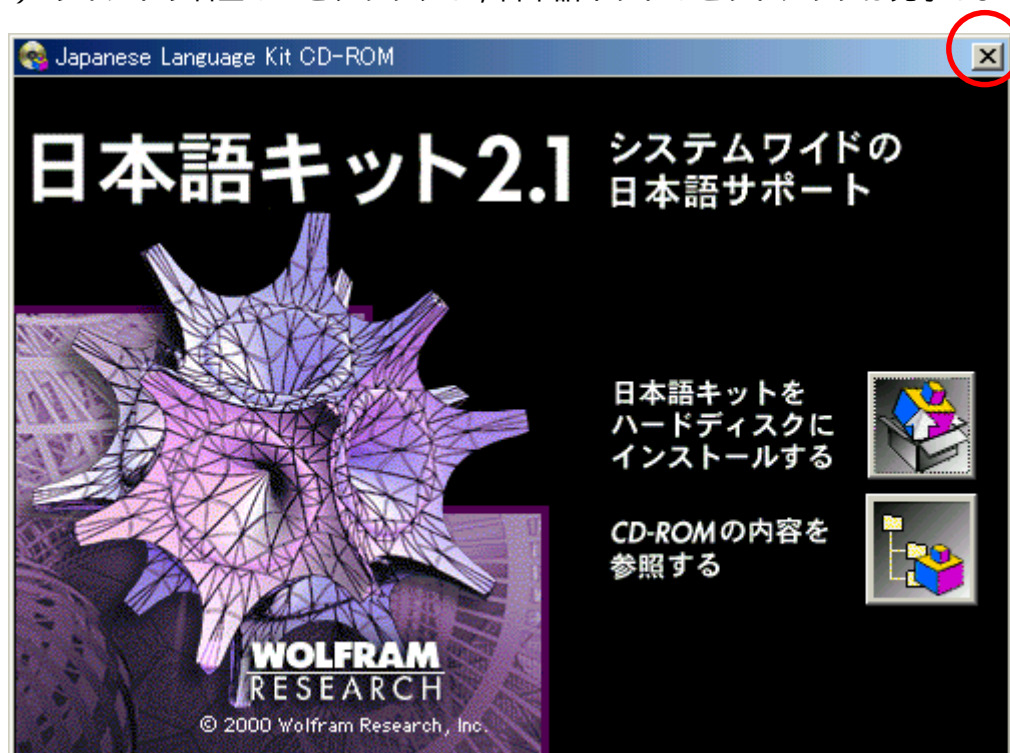 Japanese Language Kit CD-ROM
日本語キット2.1
システムワイドの
日本語サポート
日本語キットを
ハードディスクに
インストールする
CD-ROMの内容を
参照する
WOLFRAM
RESEARCH
© 2000 Wolfram Research, Inc.